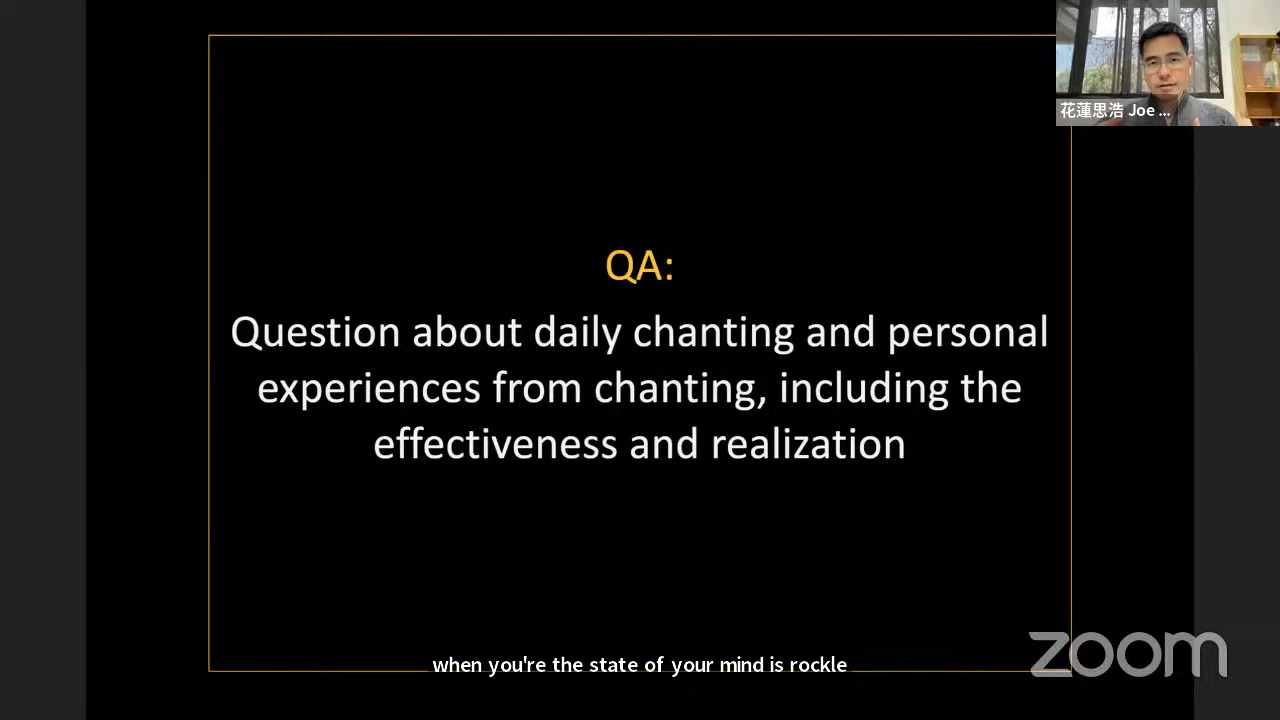 花蓮思浩 Joe ...
QA:
Question about daily chanting and personal
experiences from chanting, including the
effectiveness and realization
when you're the state of your mind is rockle
zoom